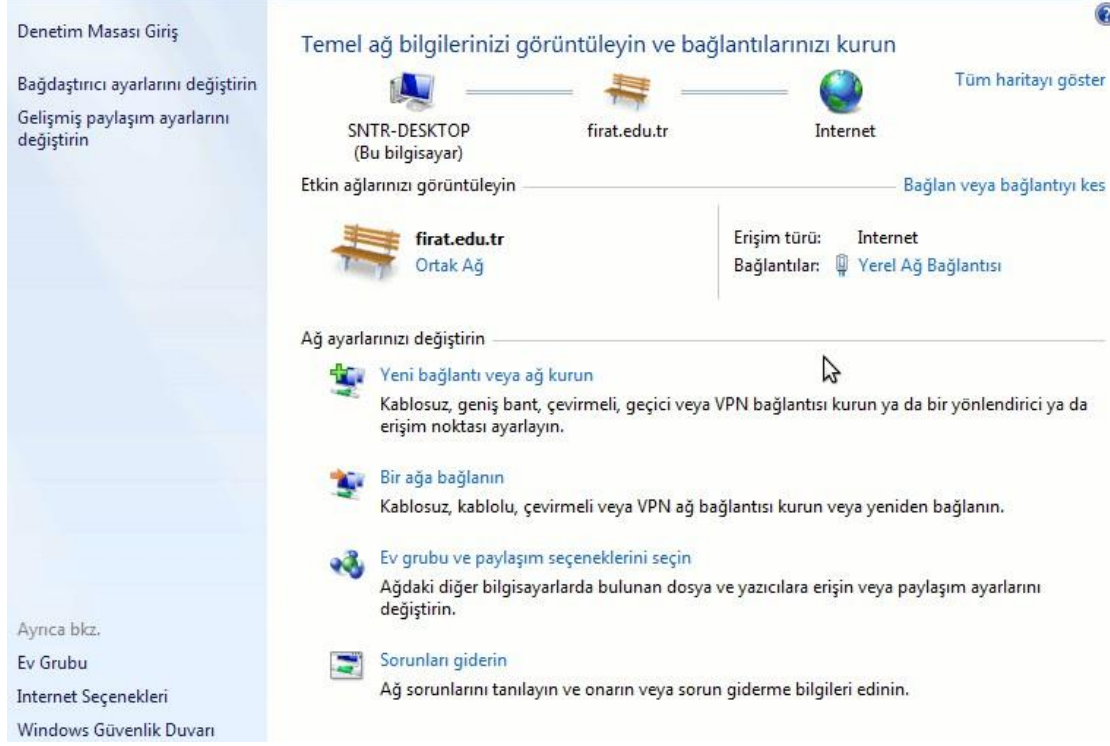 Denetim Masası Giriş
Bağdaştırıcı ayarlarını değiştirin
Gelişmiş paylaşım ayarlarını
değiştirin
Temel ağ bilgilerinizi görüntüleyin ve bağlantılarınızı kurun
Tüm haritayı göster
SNTR-DESKTOP
(Bu bilgisayar)
firat.edu.tr
Internet
Etkin ağlarınızı görüntüleyin
Bağlan veya bağlantıyı kes
firat.edu.tr
Ortak Ağ
Erişim türü: Internet
Bağlantılar: Yerel Ağ Bağlantısı
Ağ ayarlarınızı değiştirin
Yeni bağlantı veya ağ kurun
Kablosuz, geniş bant, çevirmeli, geçici veya VPN bağlantısı kurun ya da bir yönlendirici ya da
erişim noktası ayarlayın.
Bir ağa bağlanın
Kablosuz, kablolu, çevirmeli veya VPN ağ bağlantısı kurun veya yeniden bağlanın.
Ev grubu ve paylaşım seçeneklerini seçin
Ağdaki diğer bilgisayarlarda bulunan dosya ve yazıcılara erişin veya paylaşım ayarlarını
değiştirin.
Sorunları giderin
Ağ sorunlarını tanılayın ve onarın veya sorun giderme bilgileri edinin.
Ayrıca bkz.
Ev Grubu
Internet Seçenekleri
Windows Güvenlik Duvarı